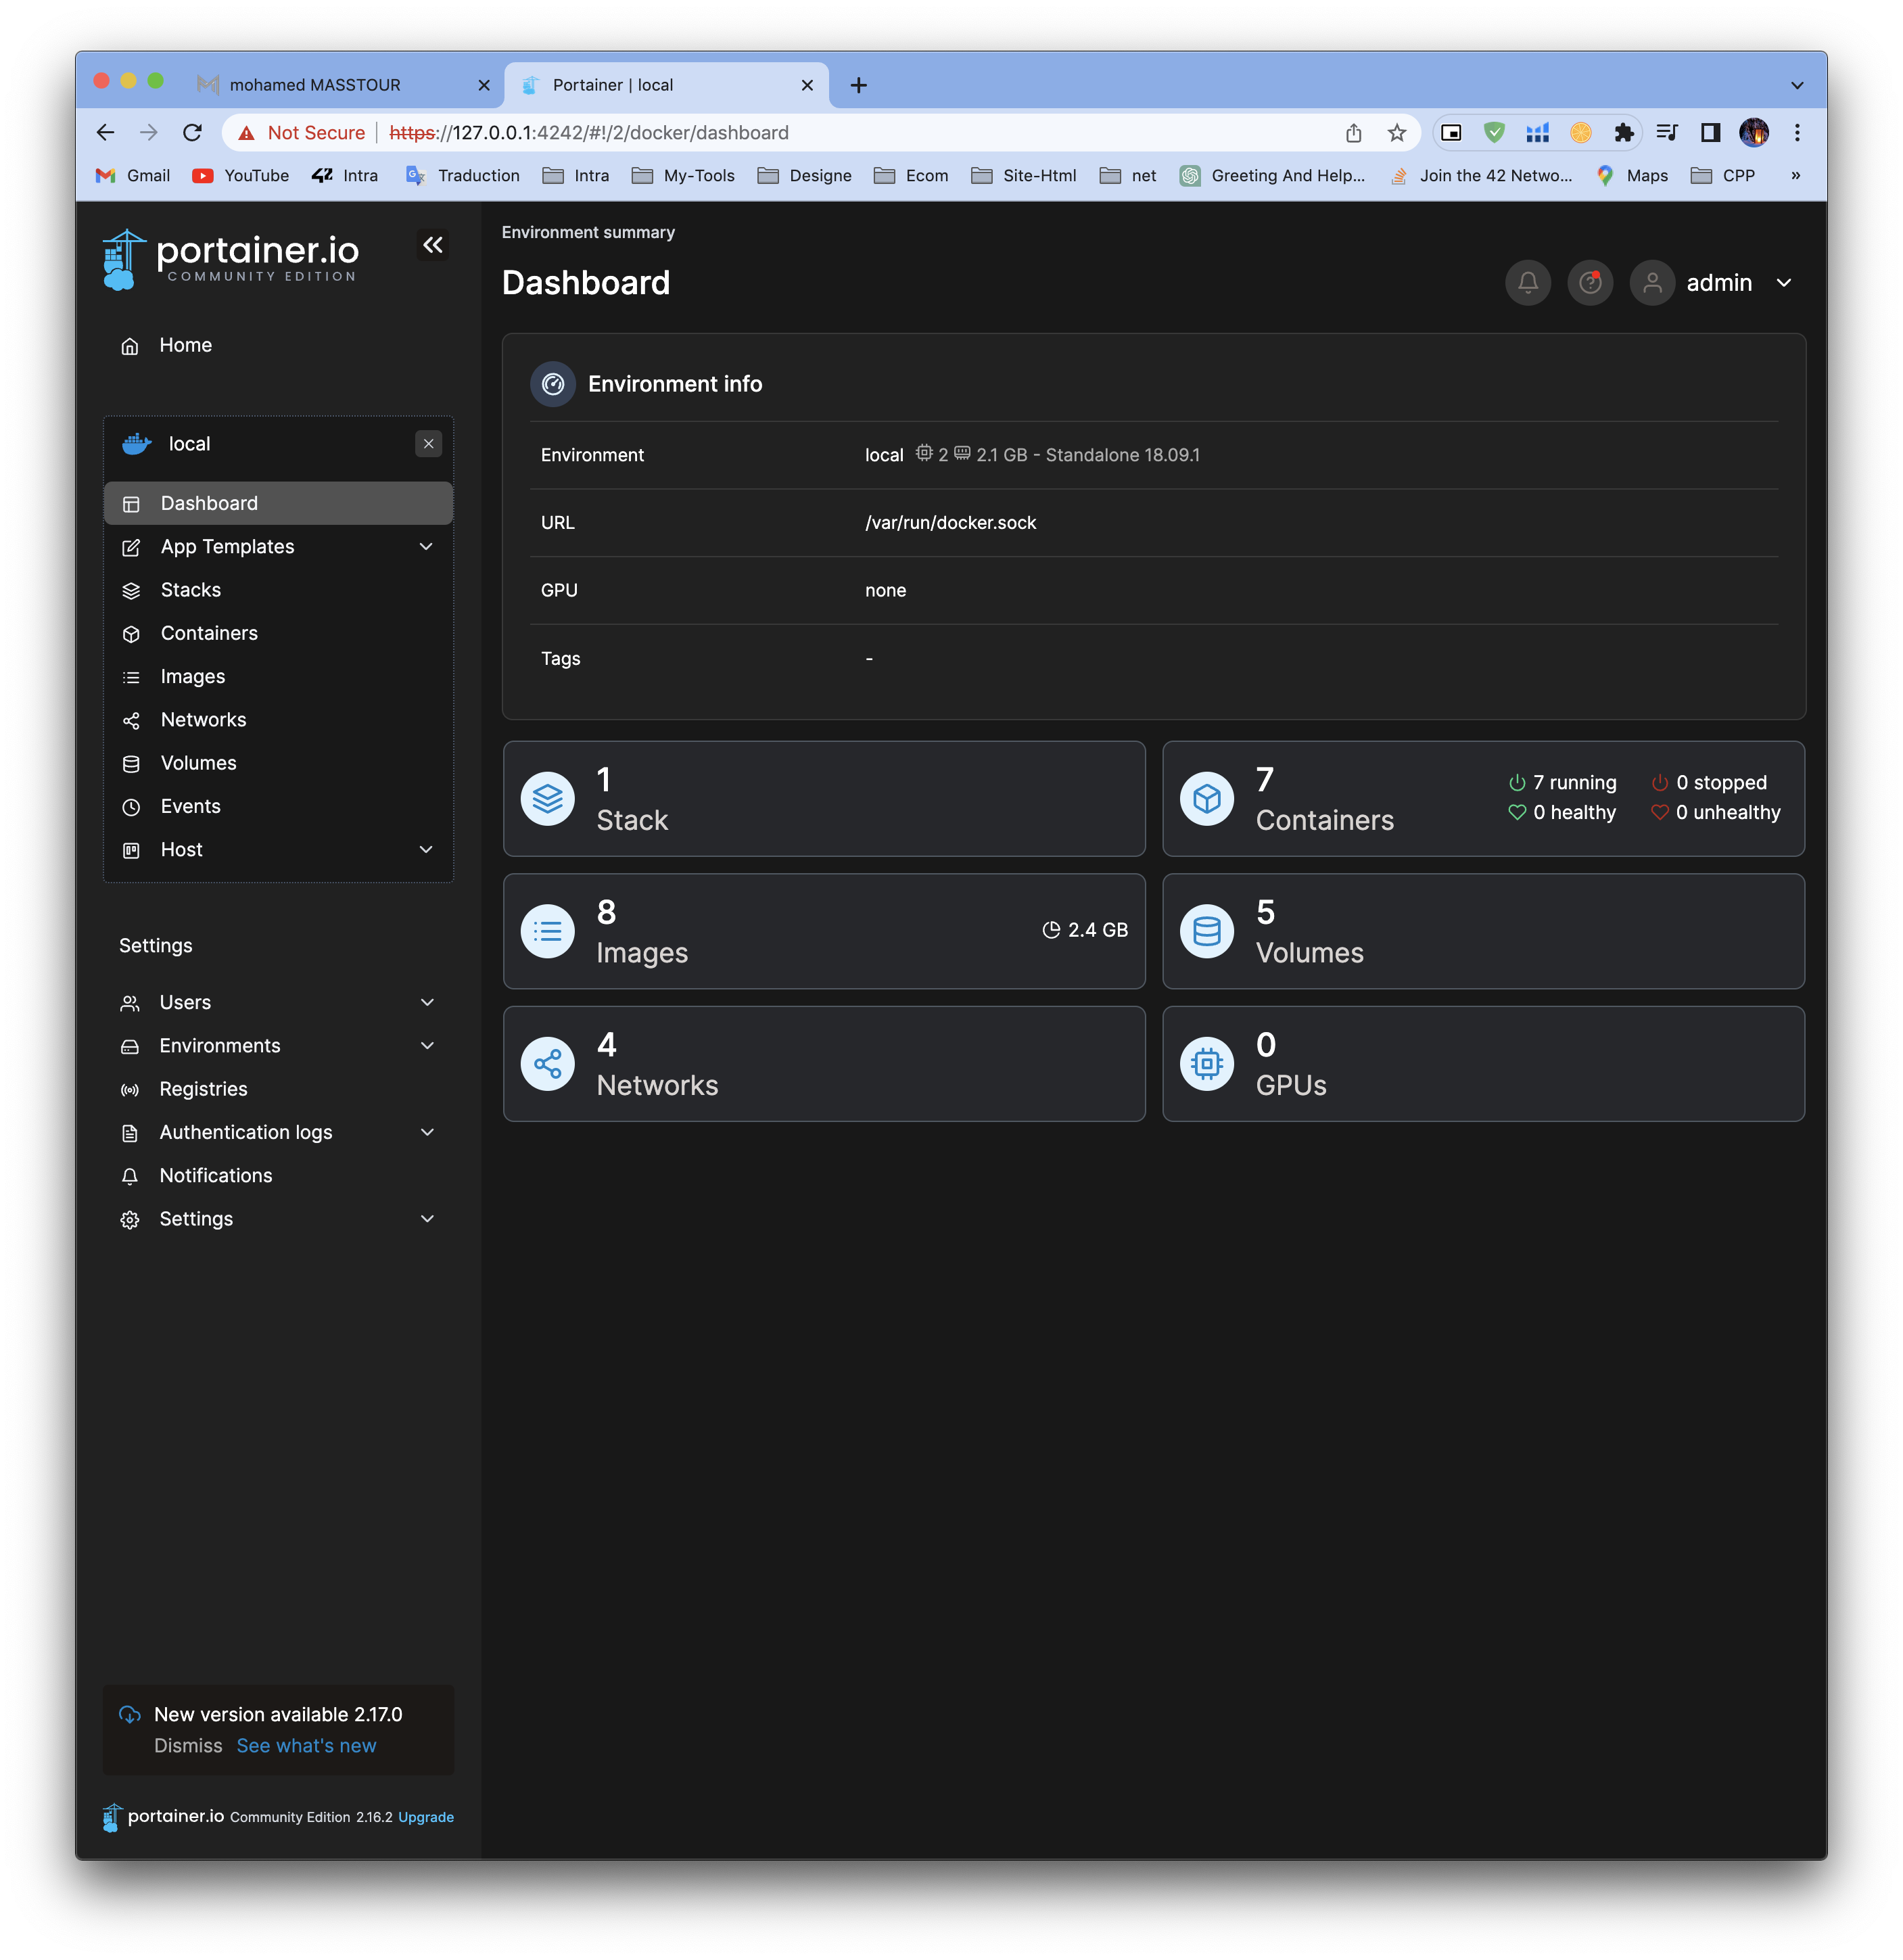 mohamed MASSTOUR
Portainer | local
Not Secure
https://127.0.0.1:4242/#!/2/docker/dashboard
Gmail
YouTube
42 Intra
Traduction
Intra
My-Tools
Designe
Ecom
Site-Html
net
Greeting And Help...
Join the 42 Netwo...
Maps
CPP
»
portainer.io
COMMUNITY EDITION
Home
local
Dashboard
App Templates
Stacks
Containers
Images
Networks
Volumes
Events
Host
Settings
Users
Environments
Registries
Authentication logs
Notifications
Settings
New version available 2.17.0
Dismiss See what's new
portainer.io Community Edition 2.16.2 Upgrade
Environment summary
Dashboard
admin
Environment info
Environment local 2 2.1 GB - Standalone 18.09.1
URL /var/run/docker.sock
GPU none
Tags -
1
Stack
7
Containers
7 running 0 stopped
0 healthy 0 unhealthy
8
Images
2.4 GB
5
Volumes
4
Networks
0
GPUs